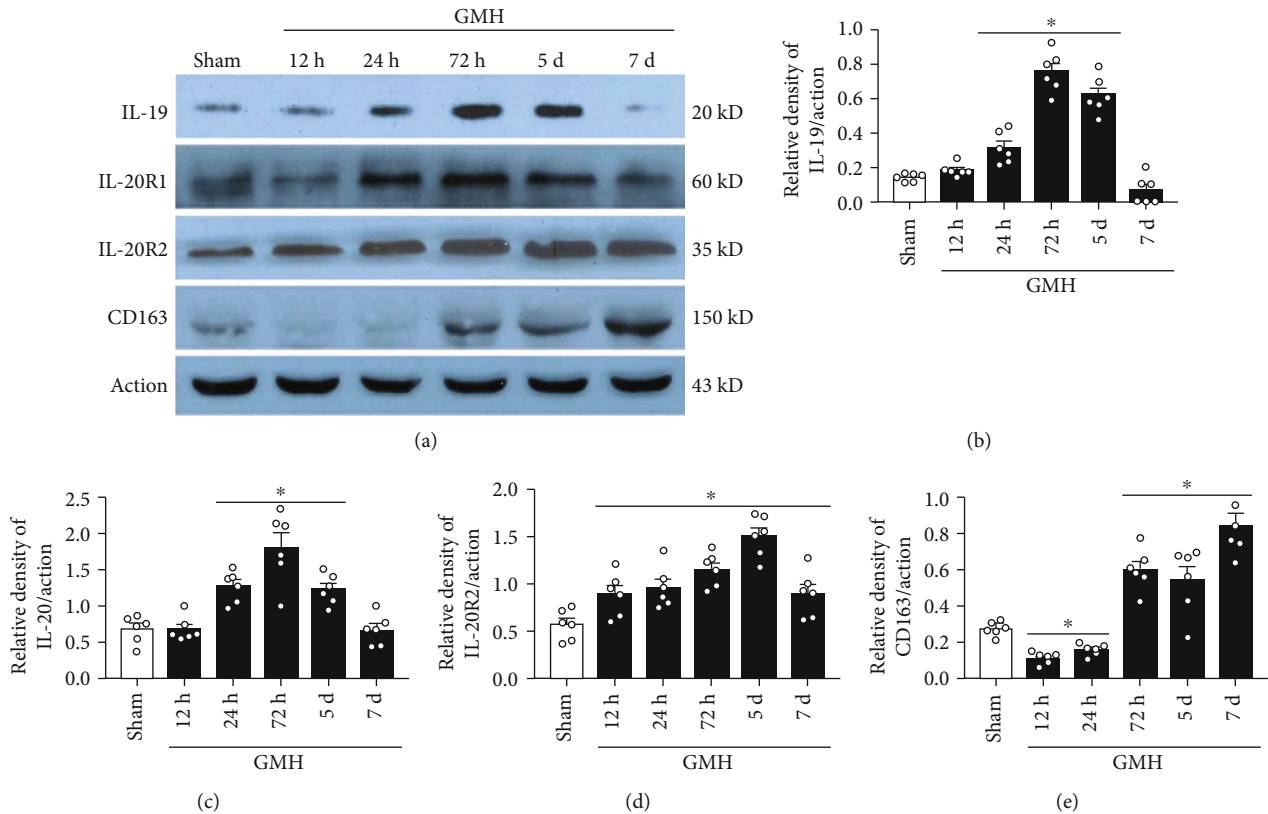 GMH
Sham 12 h 24 h 72 h 5 d 7 d
IL-19 20 kD
IL-20R1 60 kD
IL-20R2 35 kD
CD163 150 kD
Action 43 kD
(a)
Relative density of
IL-19/action
1.0
0.8
0.6
0.4
0.2
0.0
*
Sham 12 h 24 h 72 h 5 d 7 d
GMH
(b)
Relative density of
IL-20/action
2.5
2.0
1.5
1.0
0.5
0.0
*
Sham 12 h 24 h 72 h 5 d 7 d
GMH
(c)
Relative density of
IL-20R2/action
2.0
1.5
1.0
0.5
0.0
*
Sham 12 h 24 h 72 h 5 d 7 d
GMH
(d)
Relative density of
CD163/action
1.0
0.8
0.6
0.4
0.2
0.0
*
*
Sham 12 h 24 h 72 h 5 d 7 d
GMH
(e)